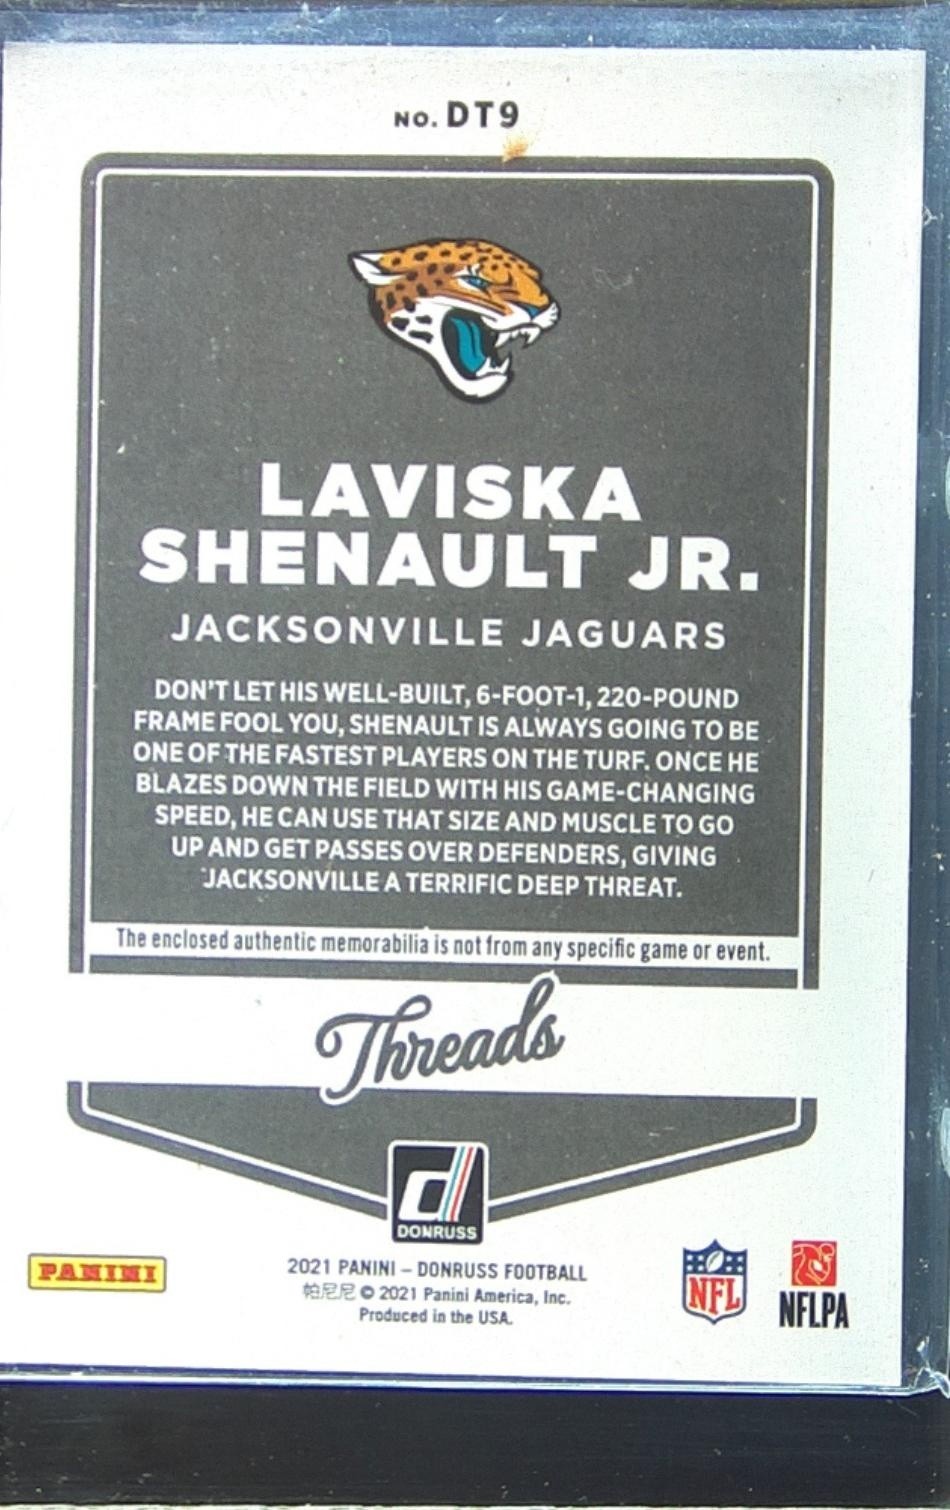 NO. DT9
LAVISKA
SHENAULT JR.
JACKSONVILLE JAGUARS
DON'T LET HIS WELL-BUILT, 6-FOOT-1, 220-POUND
FRAME FOOL YOU, SHENAULT IS ALWAYS GOING TO BE
ONE OF THE FASTEST PLAYERS ON THE TURF. ONCE HE
BLAZES DOWN THE FIELD WITH HIS GAME-CHANGING
SPEED, HE CAN USE THAT SIZE AND MUSCLE TO GO
UP AND GET PASSES OVER DEFENDERS, GIVING
JACKSONVILLE A TERRIFIC DEEP THREAT.
The enclosed authentic memorabilia is not from any specific game or event.
Threads
d
DONRUSS
PANINI
2021 PANINI – DONRUSS FOOTBALL
帕尼尼 © 2021 Panini America, Inc.
Produced in the USA.
NFL
NFLPA